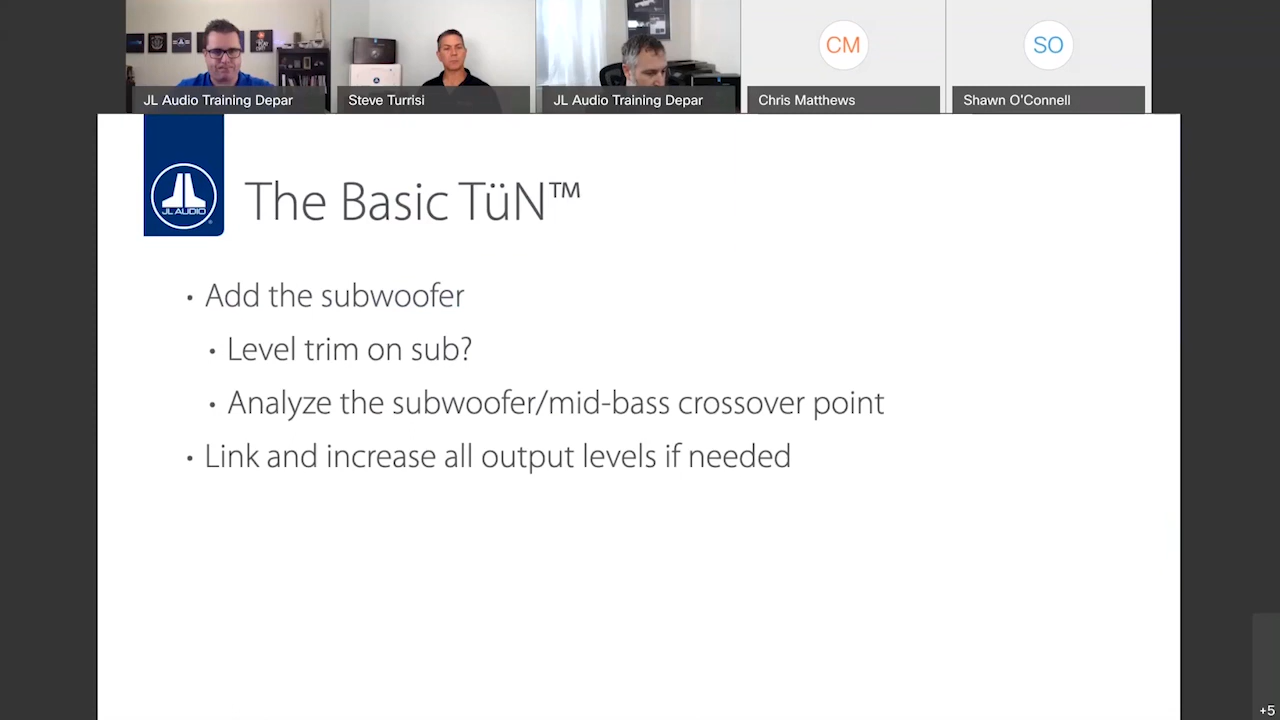 CM
SO
JL Audio Training Depar
Steve Turrisi
JL Audio Training Depar
Chris Matthews
Shawn O'Connell
JL AUDIO
The Basic TüN™
• Add the subwoofer
• Level trim on sub?
• Analyze the subwoofer/mid-bass crossover point
• Link and increase all output levels if needed
+5